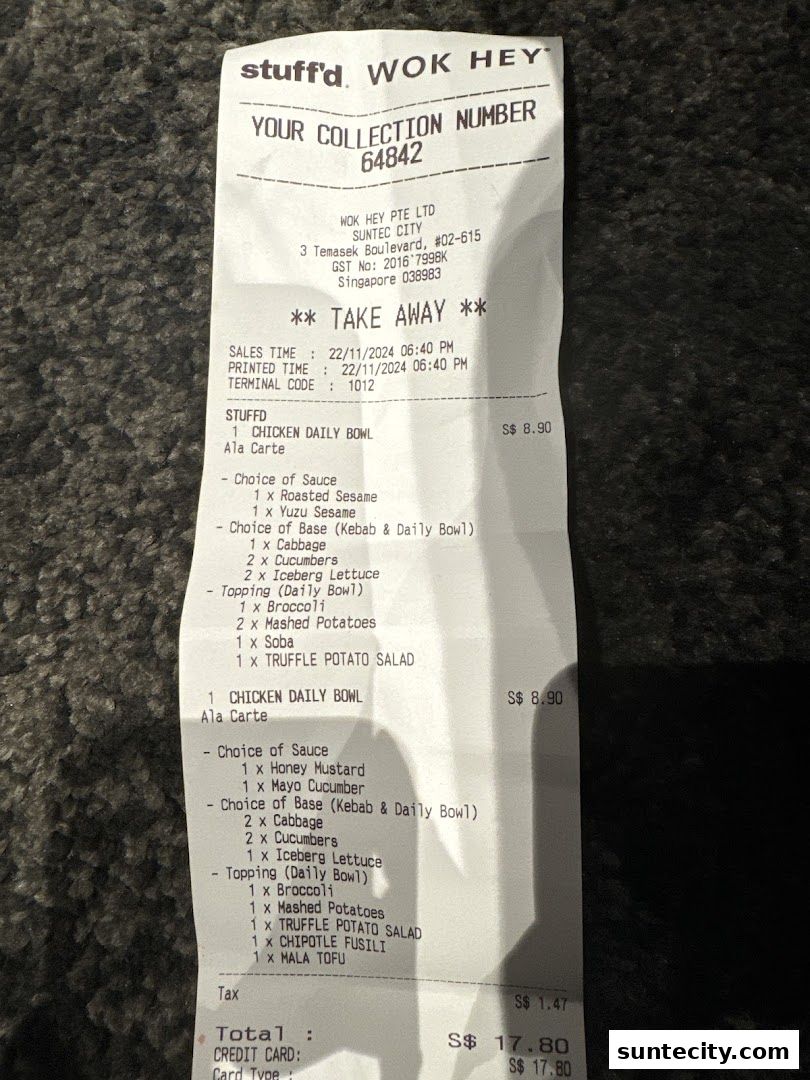 stuff'd. WOK HEY
YOUR COLLECTION NUMBER
64842
WOK HEY PTE LTD
SUNTEC CITY
3 Temasek Boulevard, #02-615
GST No: 2016'7998K
Singapore 038983
** TAKE AWAY **
SALES TIME : 22/11/2024 06:40 PM
PRINTED TIME : 22/11/2024 06:40 PM
TERMINAL CODE : 1012
STUFFD
1 CHICKEN DAILY BOWL S$ 8.90
Ala Carte
- Choice of Sauce
1 x Roasted Sesame
1 x Yuzu Sesame
- Choice of Base (Kebab & Daily Bowl)
1 x Cabbage
2 x Cucumbers
2 x Iceberg Lettuce
- Topping (Daily Bowl)
1 x Broccoli
2 x Mashed Potatoes
1 x Soba
1 x TRUFFLE POTATO SALAD
1 CHICKEN DAILY BOWL S$ 8.90
Ala Carte
- Choice of Sauce
1 x Honey Mustard
1 x Mayo Cucumber
- Choice of Base (Kebab & Daily Bowl)
2 x Cabbage
2 x Cucumbers
1 x Iceberg Lettuce
- Topping (Daily Bowl)
1 x Broccoli
1 x Mashed Potatoes
1 x TRUFFLE POTATO SALAD
1 x CHIPOTLE FUSILI
1 x MALA TOFU
Tax S$ 1.47
Total : S$ 17.80
CREDIT CARD: S$ 17.80
Card Type :
suntecity.com